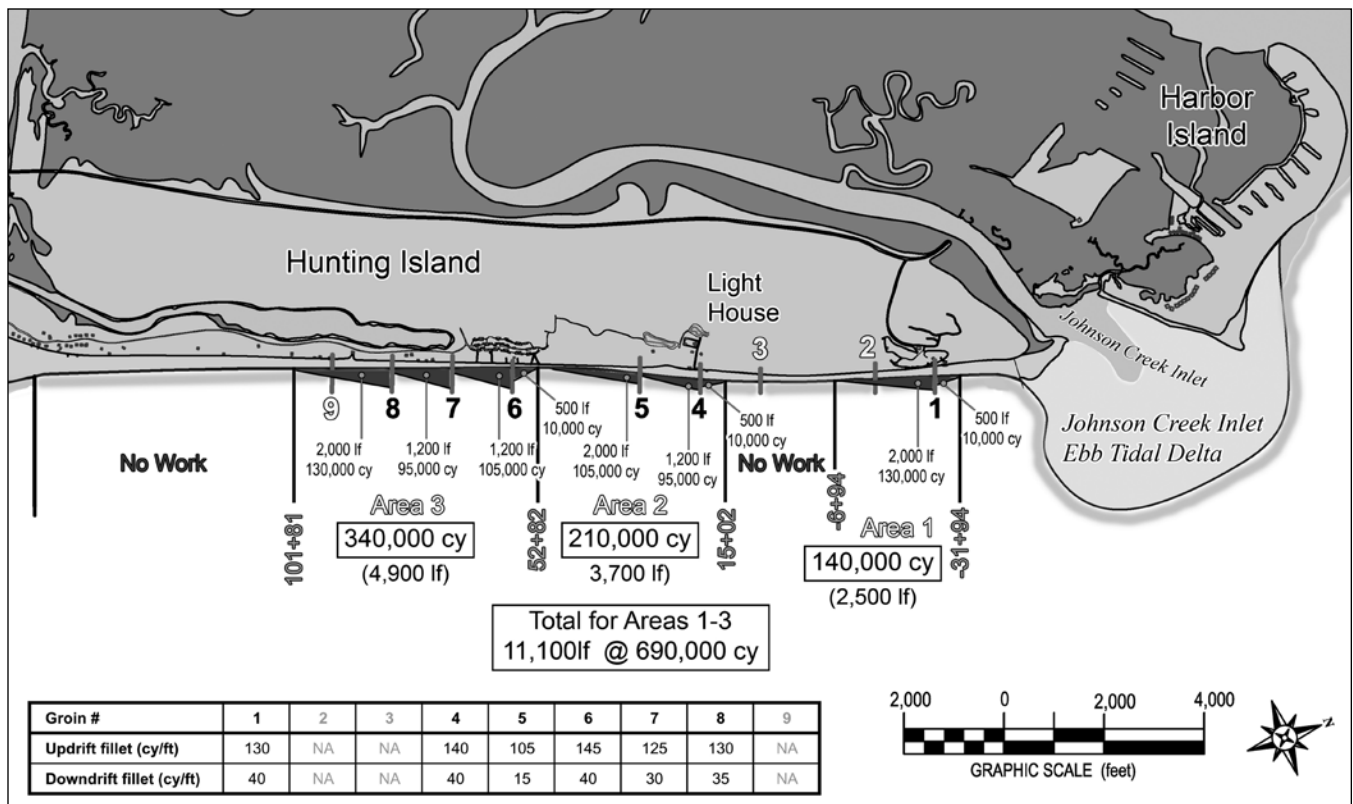 Harbor
Island
Hunting Island
Light
House
Johnson Creek Inlet
Johnson Creek Inlet
Ebb Tidal Delta
9
8
7
6
5
4
3
2
1
No Work
2,000 lf
130,000 cy
1,200 lf
95,000 cy
1,200 lf
105,000 cy
500 lf
10,000 cy
2,000 lf
105,000 cy
1,200 lf
95,000 cy
500 lf
10,000 cy
No Work
2,000 lf
130,000 cy
500 lf
10,000 cy
101+81
Area 3
340,000 cy
(4,900 lf)
52+82
Area 2
210,000 cy
3,700 lf)
15+02
-6+94
Area 1
140,000 cy
(2,500 lf)
-31+94
Total for Areas 1-3
11,100lf @ 690,000 cy
Groin # 1 2 3 4 5 6 7 8 9
Updrift fillet (cy/ft) 130 NA NA 140 105 145 125 130 NA
Downdrift fillet (cy/ft) 40 NA NA 40 15 40 30 35 NA
2,000 0 2,000 4,000
GRAPHIC SCALE (feet)
N